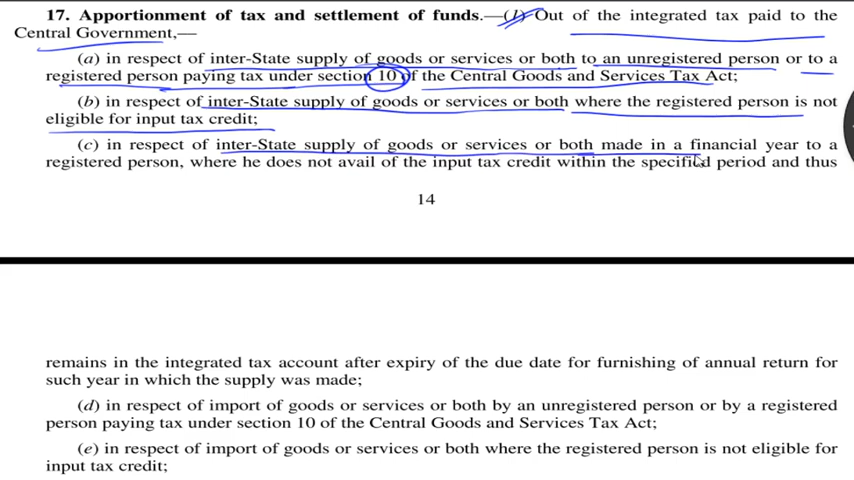 17. Apportionment of tax and settlement of funds.—(1) Out of the integrated tax paid to the
Central Government,—
(a) in respect of inter-State supply of goods or services or both to an unregistered person or to a
registered person paying tax under section 10 of the Central Goods and Services Tax Act;
(b) in respect of inter-State supply of goods or services or both where the registered person is not
eligible for input tax credit;
(c) in respect of inter-State supply of goods or services or both made in a financial year to a
registered person, where he does not avail of the input tax credit within the specified period and thus
14
remains in the integrated tax account after expiry of the due date for furnishing of annual return for
such year in which the supply was made;
(d) in respect of import of goods or services or both by an unregistered person or by a registered
person paying tax under section 10 of the Central Goods and Services Tax Act;
(e) in respect of import of goods or services or both where the registered person is not eligible for
input tax credit;